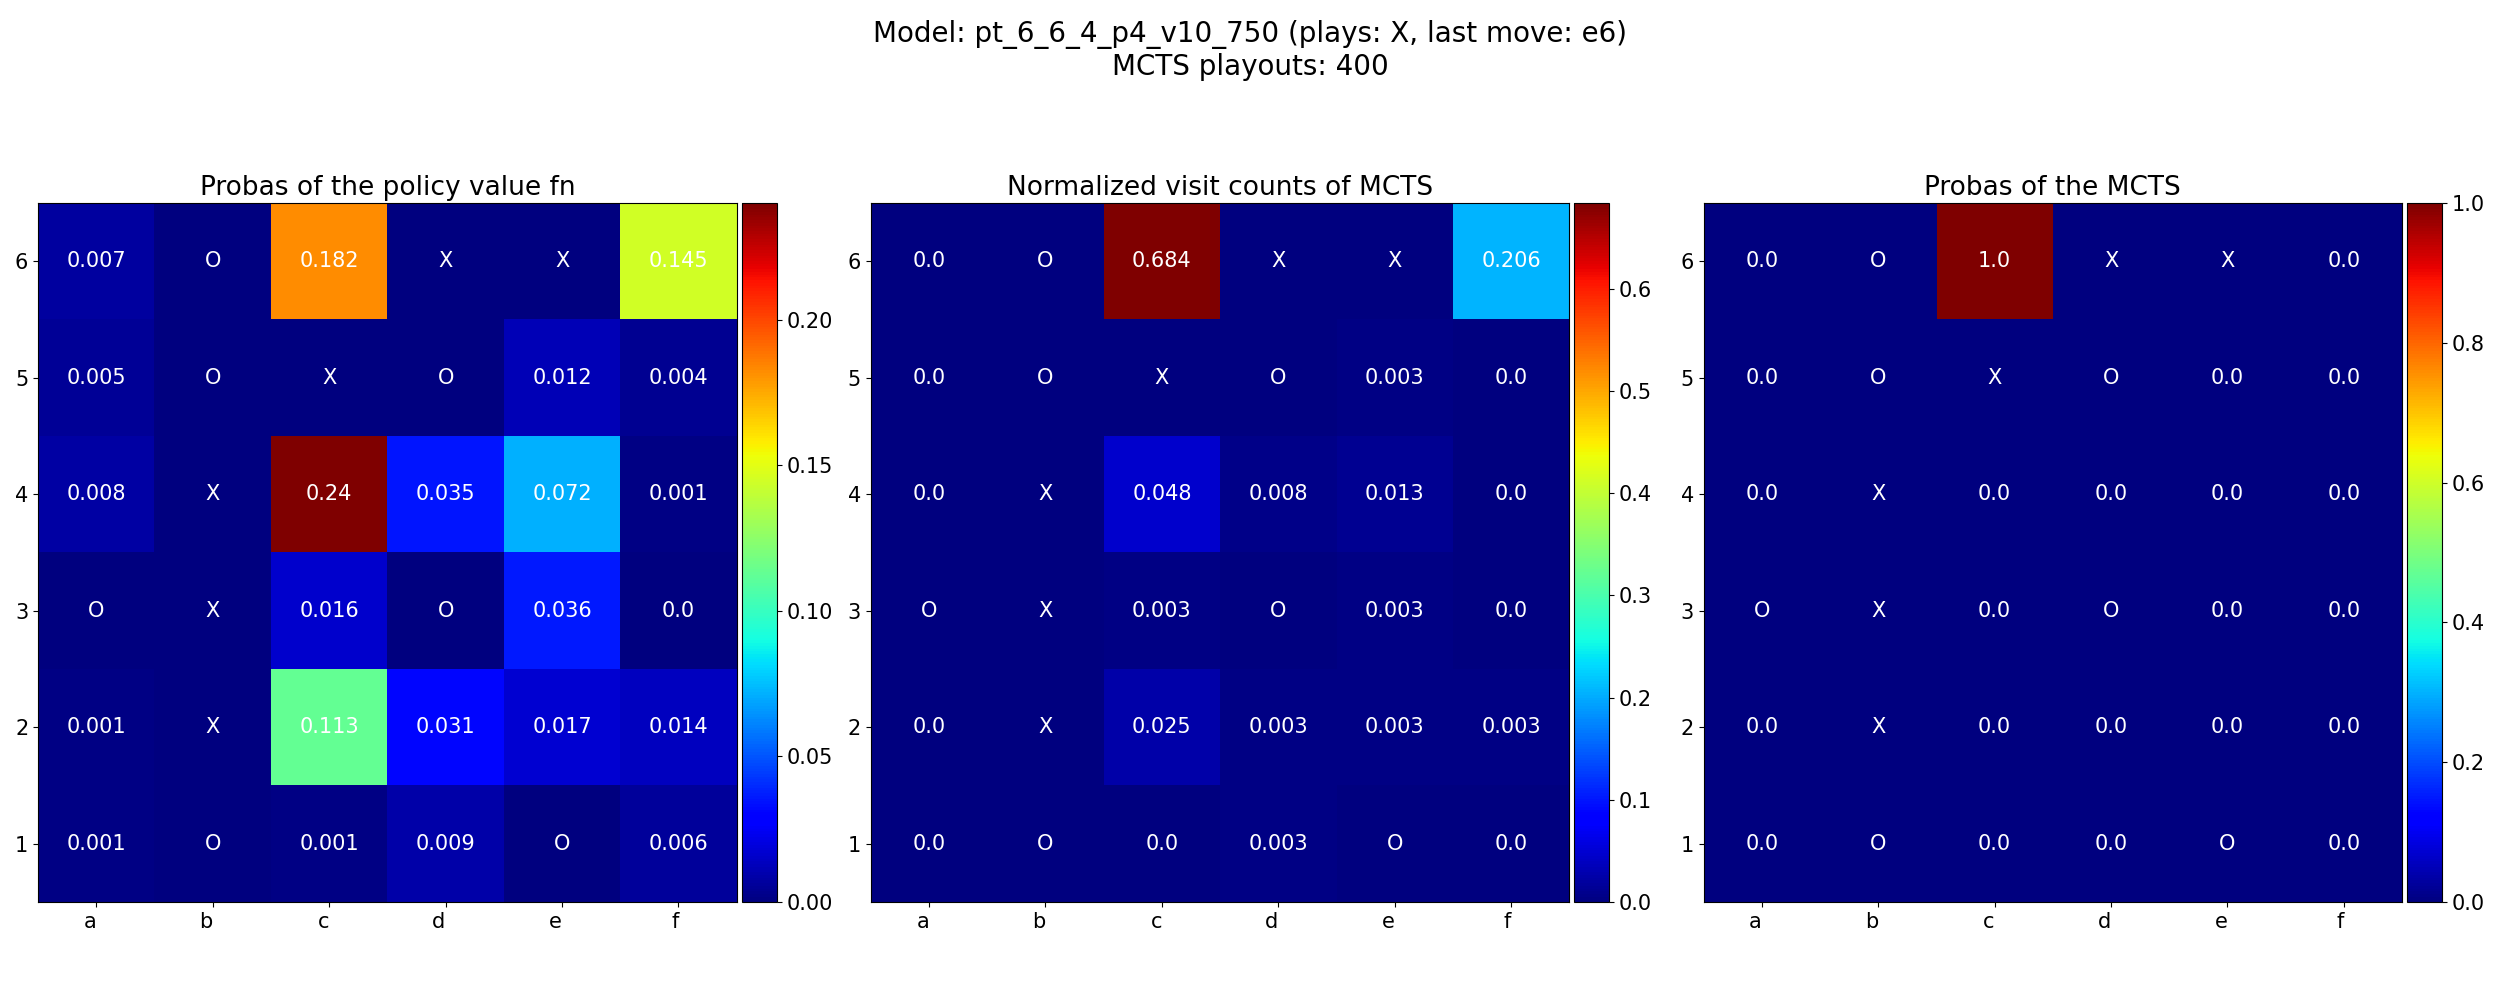 Model: pt_6_6_4_p4_v10_750 (plays: X, last move: e6)
MCTS playouts: 400
Probas of the policy value fn
6 0.007 O 0.182 X X 0.145
5 0.005 O X O 0.012 0.004
4 0.008 X 0.24 0.035 0.072 0.001
3 O X 0.016 O 0.036 0.0
2 0.001 X 0.113 0.031 0.017 0.014
1 0.001 O 0.001 0.009 O 0.006
a b c d e f
0.20
0.15
0.10
0.05
0.00
Normalized visit counts of MCTS
6 0.0 O 0.684 X X 0.206
5 0.0 O X O 0.003 0.0
4 0.0 X 0.048 0.008 0.013 0.0
3 O X 0.003 O 0.003 0.0
2 0.0 X 0.025 0.003 0.003 0.003
1 0.0 O 0.0 0.003 O 0.0
a b c d e f
0.6
0.5
0.4
0.3
0.2
0.1
0.0
Probas of the MCTS
6 0.0 O 1.0 X X 0.0
5 0.0 O X O 0.0 0.0
4 0.0 X 0.0 0.0 0.0 0.0
3 O X 0.0 O 0.0 0.0
2 0.0 X 0.0 0.0 0.0 0.0
1 0.0 O 0.0 0.0 O 0.0
a b c d e f
1.0
0.8
0.6
0.4
0.2
0.0